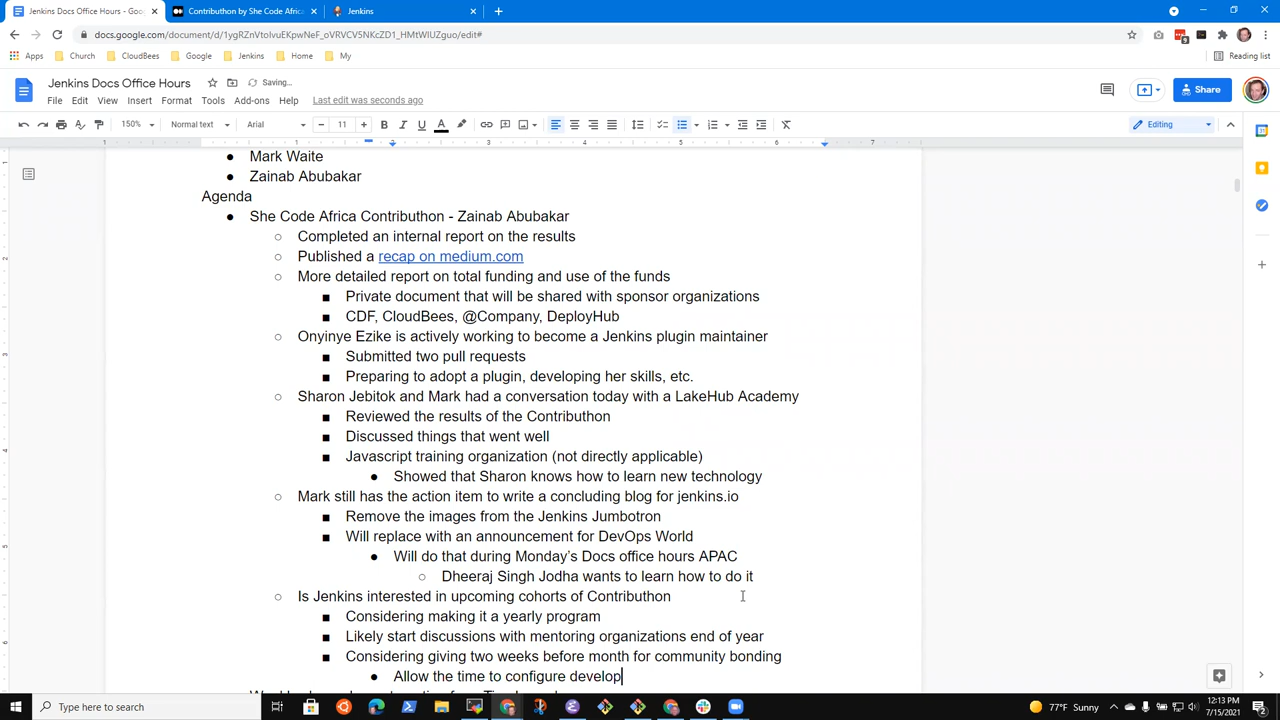 Jenkins Docs Office Hours - Goo
Contributhon by She Code Africa
Jenkins
docs.google.com/document/d/1ygRZnVtoIvuEKpwNeF_oVRVCV5NKcZD1_HMtWIUZguo/edit#
Apps Church CloudBees Google Jenkins Home My Reading list
Jenkins Docs Office Hours Saving...
File Edit View Insert Format Tools Add-ons Help Last edit was seconds ago
Share
150% Normal text Arial 11 Editing
1 2 3 4 5 6 7
Mark Waite
Zainab Abubakar
Agenda
She Code Africa Contributhon - Zainab Abubakar
Completed an internal report on the results
Published a recap on medium.com
More detailed report on total funding and use of the funds
Private document that will be shared with sponsor organizations
CDF, CloudBees, @Company, DeployHub
Onyinye Ezike is actively working to become a Jenkins plugin maintainer
Submitted two pull requests
Preparing to adopt a plugin, developing her skills, etc.
Sharon Jebitok and Mark had a conversation today with a LakeHub Academy
Reviewed the results of the Contributhon
Discussed things that went well
Javascript training organization (not directly applicable)
Showed that Sharon knows how to learn new technology
Mark still has the action item to write a concluding blog for jenkins.io
Remove the images from the Jenkins Jumbotron
Will replace with an announcement for DevOps World
Will do that during Monday's Docs office hours APAC
Dheeraj Singh Jodha wants to learn how to do it
Is Jenkins interested in upcoming cohorts of Contributhon
Considering making it a yearly program
Likely start discussions with mentoring organizations end of year
Considering giving two weeks before month for community bonding
Allow the time to configure develop
Type here to search
77°F Sunny
12:13 PM
7/15/2021